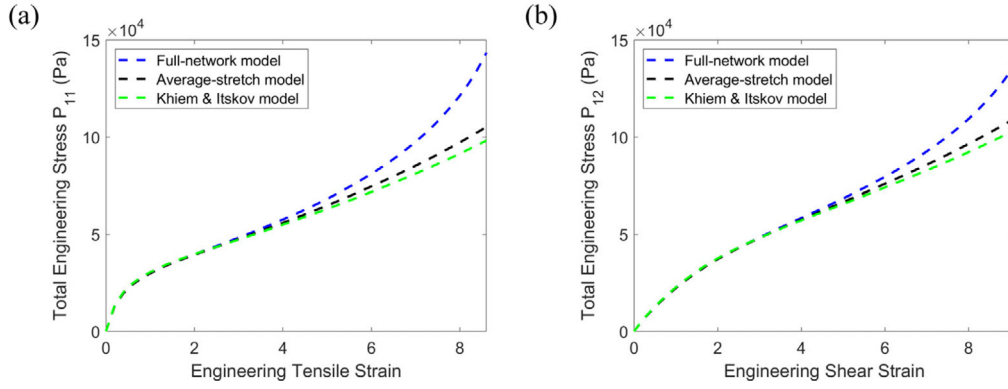 (a)
×10⁴
15
10
5
0
Total Engineering Stress P₁₁ (Pa)
Full-network model
Average-stretch model
Khiem & Itskov model
0 2 4 6 8
Engineering Tensile Strain
(b)
×10⁴
15
10
5
0
Total Engineering Stress P₁₂ (Pa)
Full-network model
Average-stretch model
Khiem & Itskov model
0 2 4 6 8
Engineering Shear Strain